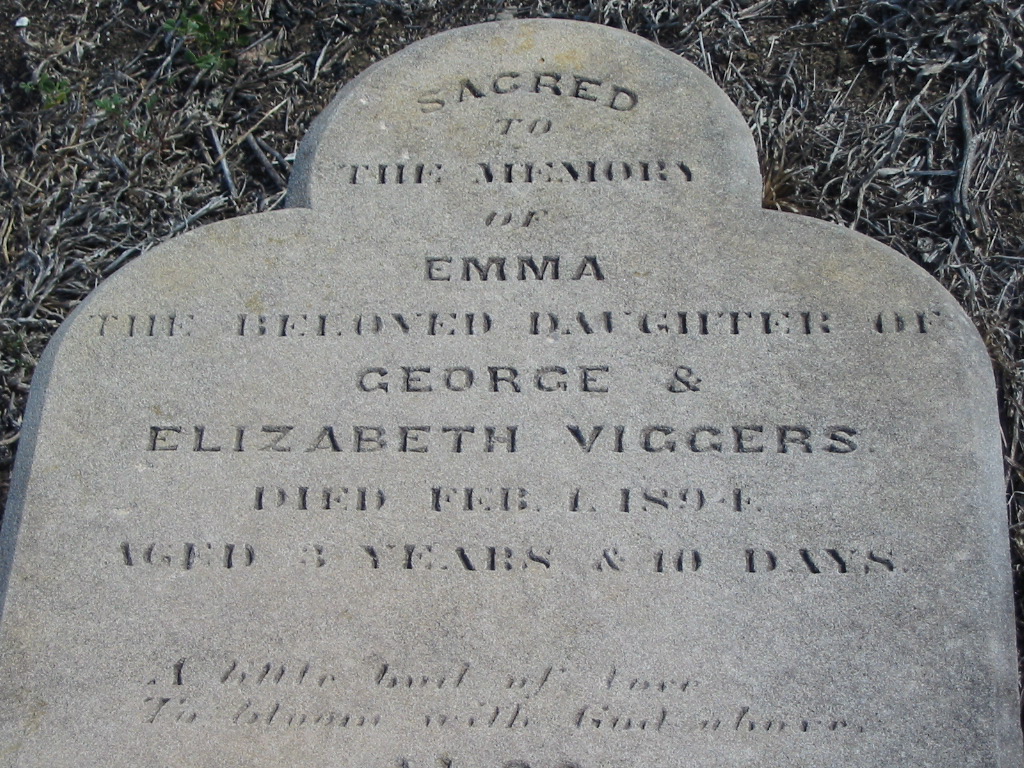 SACRED
TO
THE MEMORY
OF
EMMA
THE BELOVED DAUGHTER OF
GEORGE &
ELIZABETH VIGGERS.
DIED FEB. 1. 1894.
AGED 3 YEARS & 10 DAYS.
A little bud of love
To bloom with God above.